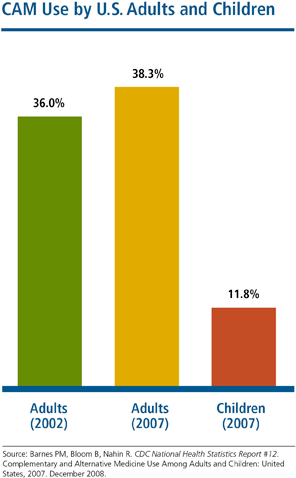 CAM Use by U.S. Adults and Children
38.3%
36.0%
11.8%
Adults
(2002)
Adults
(2007)
Children
(2007)
Source: Barnes PM, Bloom B, Nahin R. CDC National Health Statistics Report #12.
Complementary and Alternative Medicine Use Among Adults and Children: United
States, 2007. December 2008.